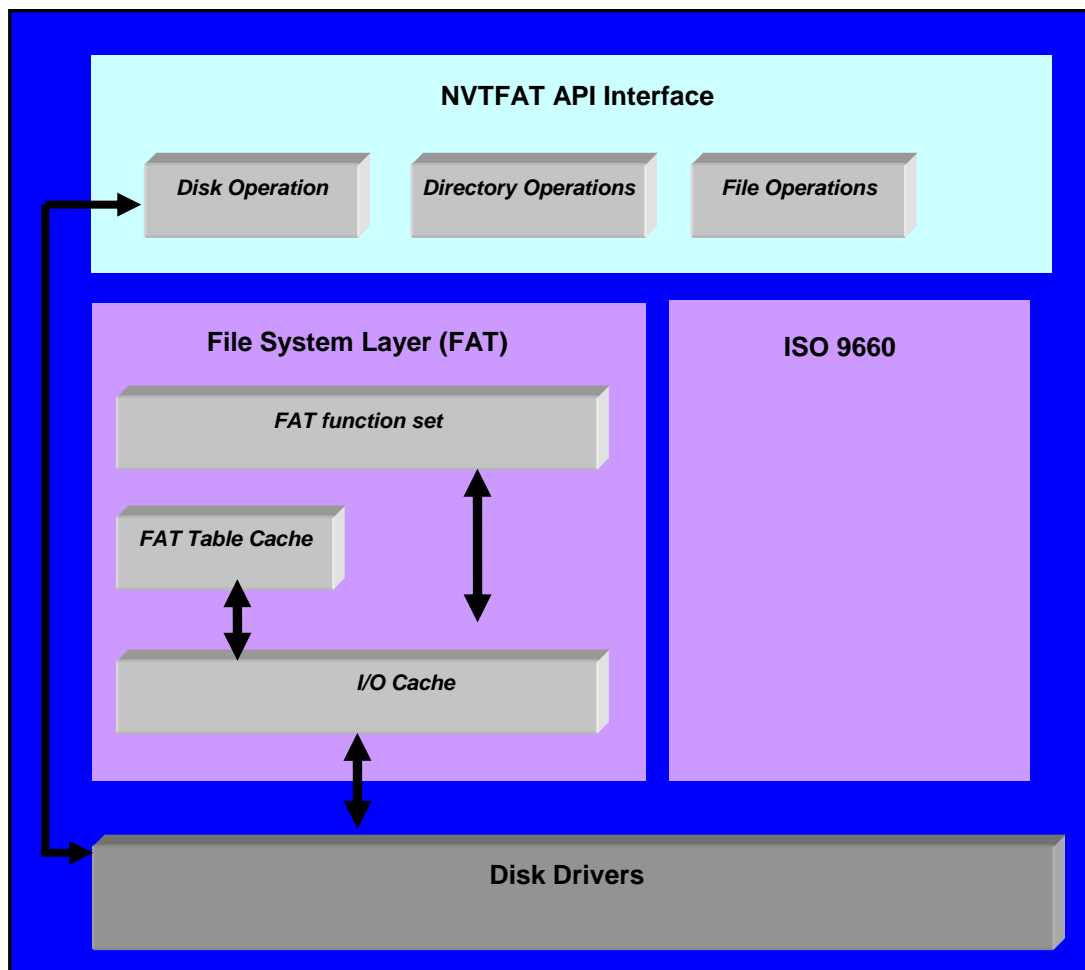 NVTFAT API Interface
Disk Operation
Directory Operations
File Operations
File System Layer (FAT)
ISO 9660
FAT function set
FAT Table Cache
I/O Cache
Disk Drivers